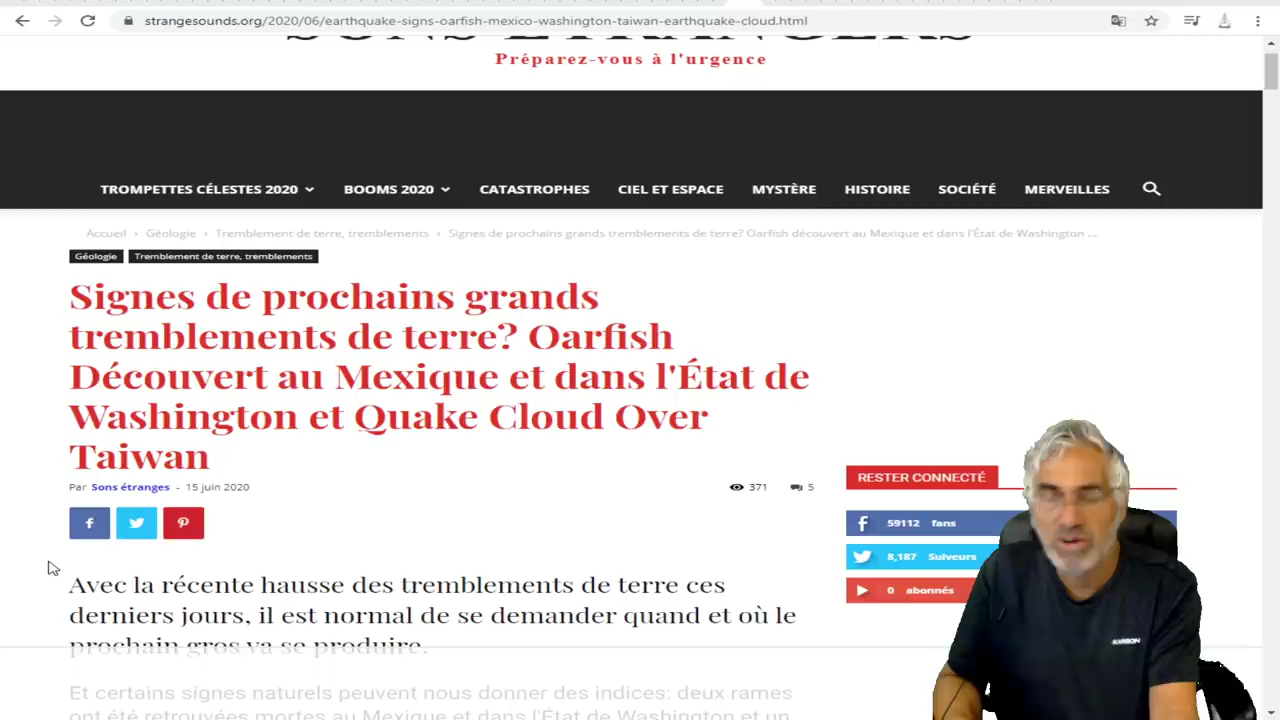 strangesounds.org/2020/06/earthquake-signs-oarfish-mexico-washington-taiwan-earthquake-cloud.html
SONS ÉTRANGERS
Préparez-vous à l'urgence
TROMPETTES CÉLESTES 2020 BOOMS 2020 CATASTROPHES CIEL ET ESPACE MYSTÈRE HISTOIRE SOCIÉTÉ MERVEILLES
Accueil › Géologie › Tremblement de terre, tremblements › Signes de prochains grands tremblements de terre? Oarfish découvert au Mexique et dans l'État de Washington ...
Géologie Tremblement de terre, tremblements
Signes de prochains grands
tremblements de terre? Oarfish
Découvert au Mexique et dans l'État de
Washington et Quake Cloud Over
Taiwan
Par Sons étranges - 15 juin 2020 371 5
RESTER CONNECTÉ
59112 fans
8,187 Suiveurs
0 abonnés
Avec la récente hausse des tremblements de terre ces
derniers jours, il est normal de se demander quand et où le
prochain gros va se produire.
Et certains signes naturels peuvent nous donner des indices: deux rames
ont été retrouvées mortes au Mexique et dans l'État de Washington et un
KARBON